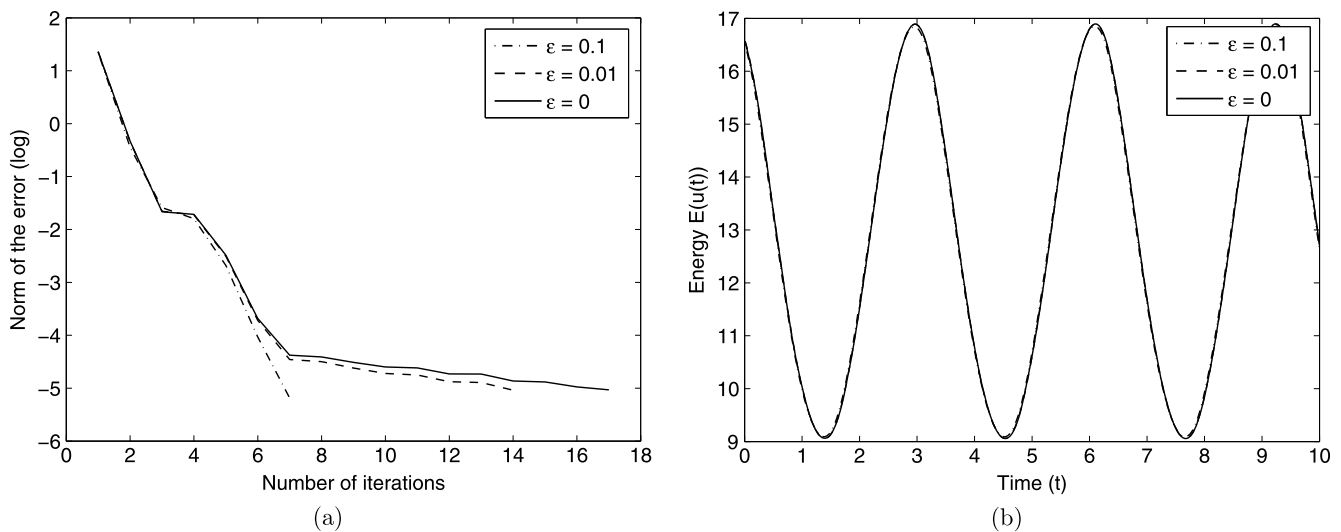 2
1
0
−1
−2
−3
−4
−5
−6
Norm of the error (log)
ε = 0.1
ε = 0.01
ε = 0
0 2 4 6 8 10 12 14 16 18
Number of iterations
(a)
17
16
15
14
13
12
11
10
9
Energy E(u(t))
ε = 0.1
ε = 0.01
ε = 0
0 1 2 3 4 5 6 7 8 9 10
Time (t)
(b)